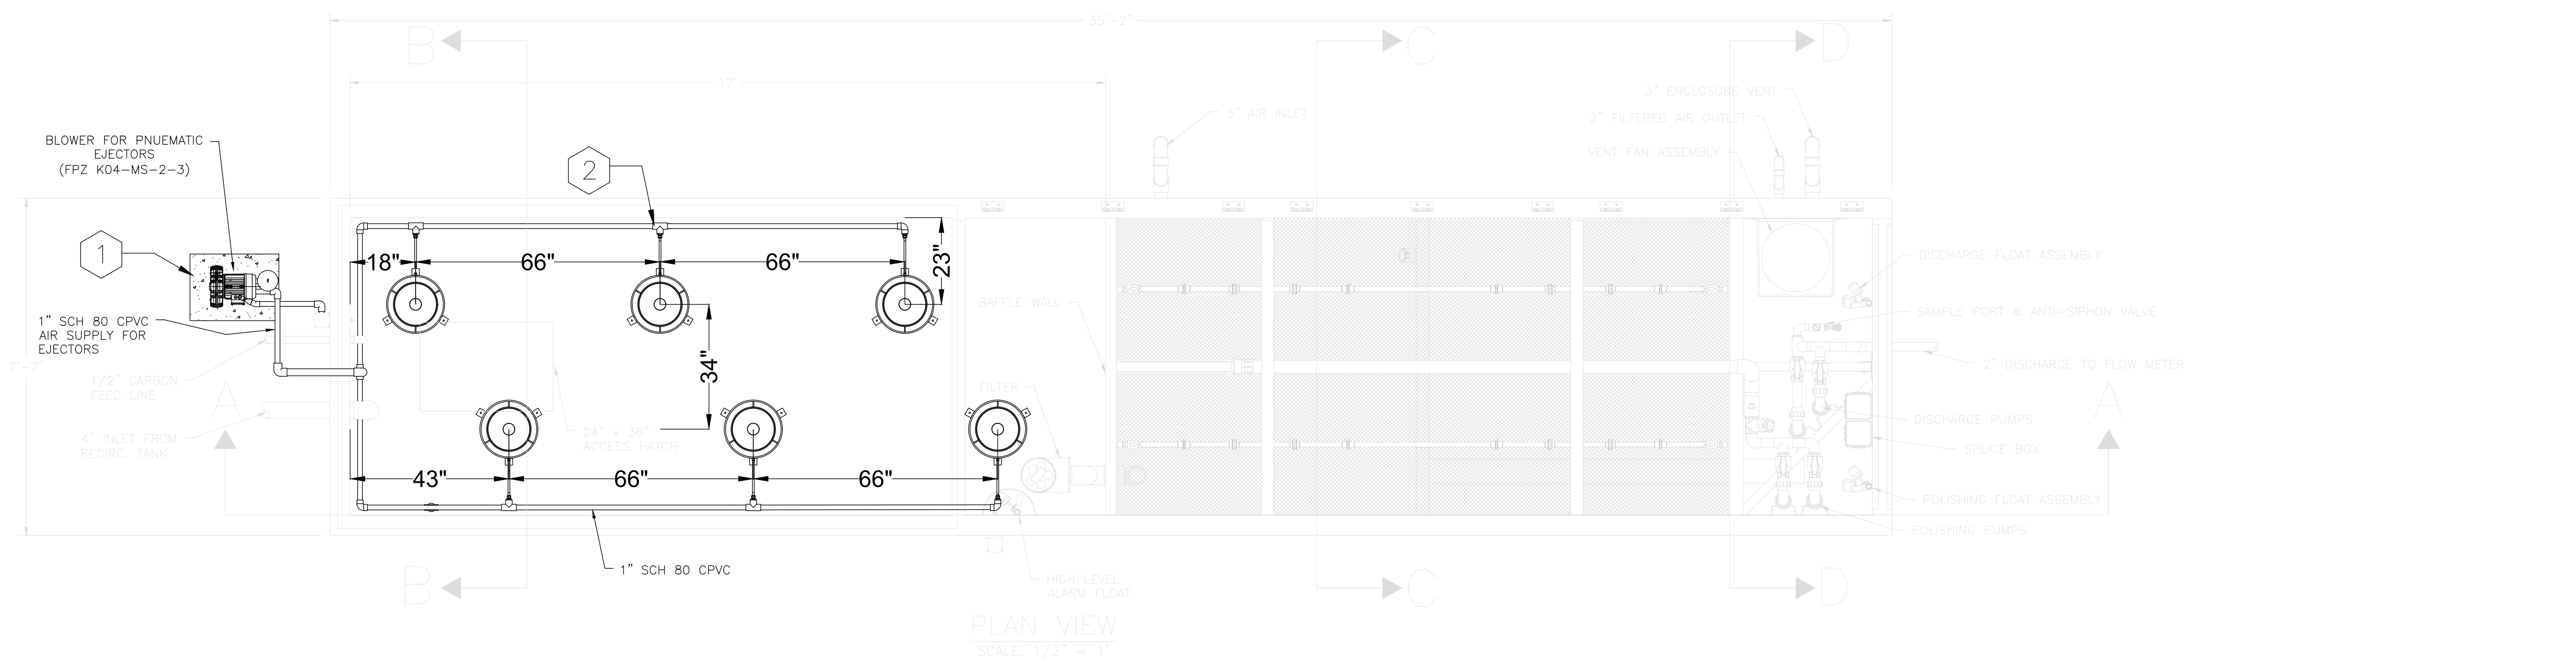 35'-2"
B
C
D
17'
3" ENCLOSURE VENT
3" AIR INLET
2" FILTERED AIR OUTLET
BLOWER FOR PNUEMATIC
EJECTORS
(FPZ K04-MS-2-3)
VENT FAN ASSEMBLY
2
1
18"
66"
66"
23"
DISCHARGE FLOAT ASSEMBLY
BAFFLE WALL
SAMPLE PORT & ANTI-SIPHON VALVE
1" SCH 80 CPVC
AIR SUPPLY FOR
EJECTORS
7'-7"
34"
2" DISCHARGE TO FLOW METER
1/2" CARBON
FEED LINE
A
FILTER
A
DISCHARGE PUMPS
4" INLET FROM
RECIRC. TANK
24" x 36"
ACCESS HATCH
SPLICE BOX
43"
66"
66"
POLISHING FLOAT ASSEMBLY
POLISHING PUMPS
1" SCH 80 CPVC
B
HIGH LEVEL
ALARM FLOAT
C
D
PLAN VIEW
SCALE: 1/2" = 1'